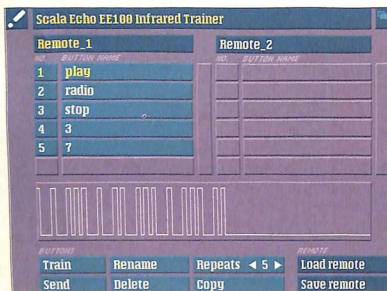 Scala Echo EE100 Infrared Trainer
Remote_1
Remote_2
NO. BUTTON NAME
NO. BUTTON NAME
1 play
2 radio
3 stop
4 3
5 7
BUTTONS
REMOTE
Train Rename Repeats ◀ 5 ▶ Load remote
Send Delete Copy Save remote